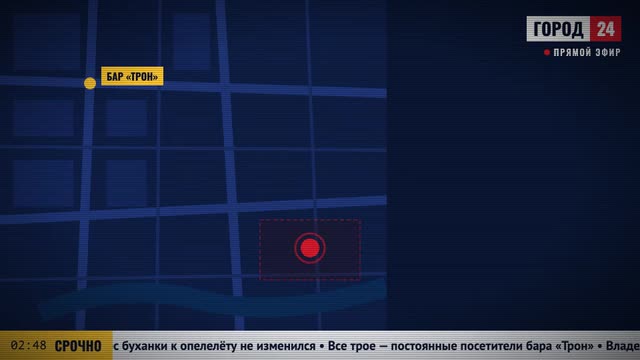 ГОРОД 24
ПРЯМОЙ ЭФИР
БАР «ТРОН»
02:48 СРОЧНО с буханки к опелелёту не изменился • Все трое — постоянные посетители бара «Трон» • Владе